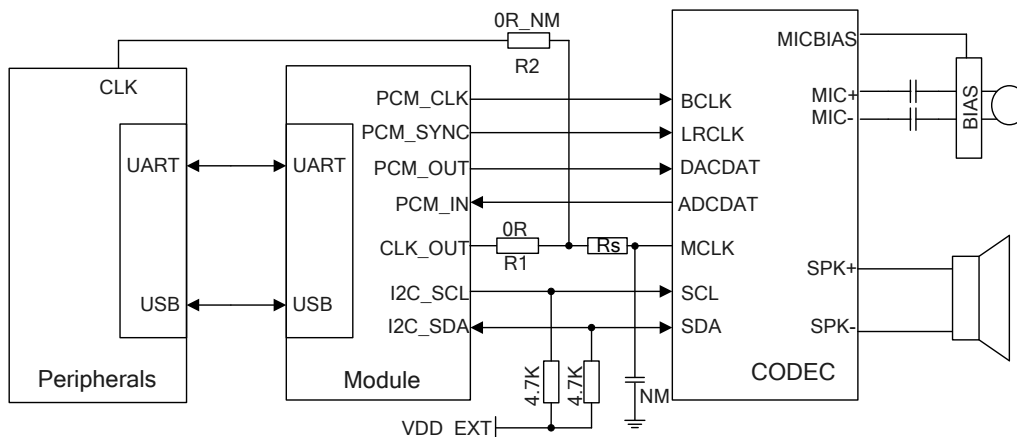 0R_NM
R2
CLK
MICBIAS
PCM_CLK
BCLK
MIC+
MIC-
BIAS
PCM_SYNC
LRCLK
UART
UART
PCM_OUT
DACDAT
PCM_IN
ADCDAT
0R
CLK_OUT
Rs
MCLK
R1
SPK+
USB
USB
I2C_SCL
SCL
I2C_SDA
SDA
SPK-
Peripherals
Module
4.7K
4.7K
NM
CODEC
VDD_EXT